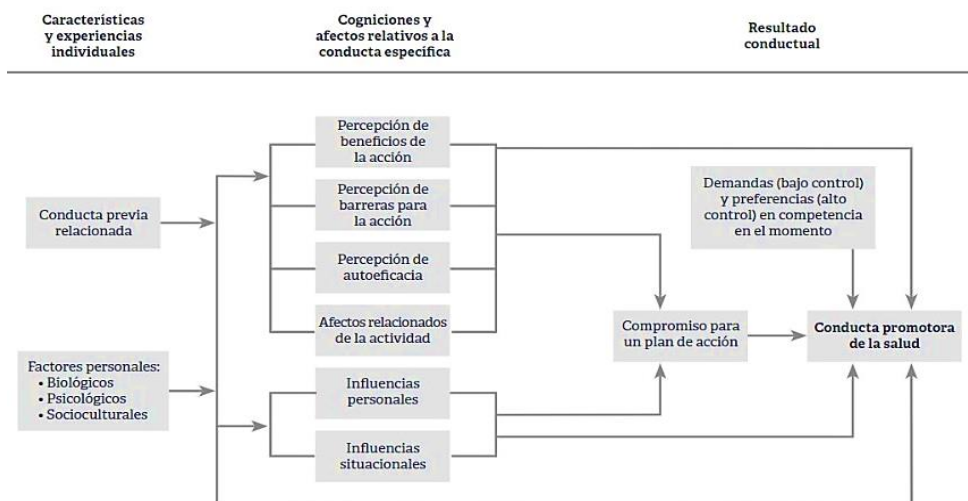 Características
y experiencias
individuales
Cogniciones y
afectos relativos a la
conducta específica
Resultado
conductual
Conducta previa
relacionada
Factores personales:
• Biológicos
• Psicológicos
• Socioculturales
Percepción de
beneficios de
la acción
Percepción de
barreras para
la acción
Percepción de
autoeficacia
Afectos relacionados
de la actividad
Influencias
personales
Influencias
situacionales
Demandas (bajo control)
y preferencias (alto
control) en competencia
en el momento
Compromiso para
un plan de acción
Conducta promotora
de la salud